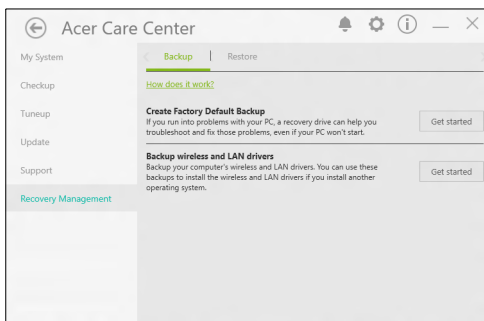 Acer Care Center
My System
Checkup
Tuneup
Update
Support
Recovery Management
Backup
Restore
How does it work?
Create Factory Default Backup
If you run into problems with your PC, a recovery drive can help you
troubleshoot and fix those problems, even if your PC won't start.
Get started
Backup wireless and LAN drivers
Backup your computer's wireless and LAN drivers. You can use these
backups to install the wireless and LAN drivers if you install another
operating system.
Get started